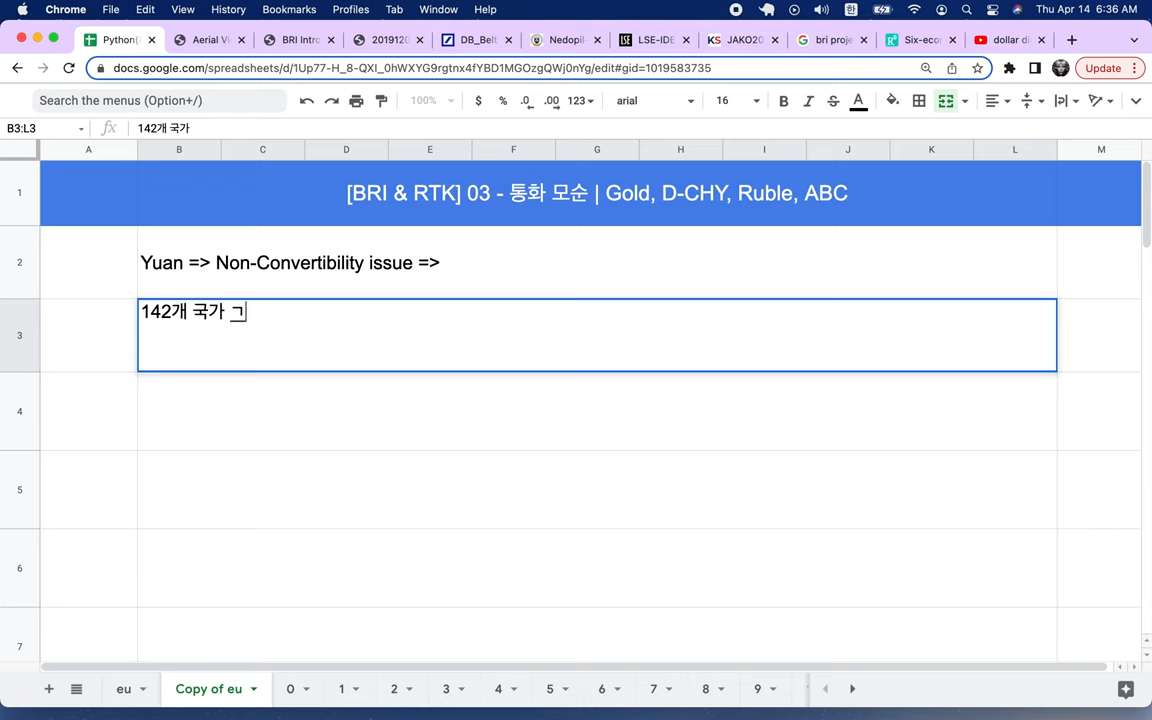 Chrome File Edit View History Bookmarks Profiles Tab Window Help 한 Thu Apr 14 6:36 AM
Python( Aerial Vi BRI Intro 2019120 DB_Belt Nedopil- LSE-IDE JAKO20 bri proje Six-econ dollar di
docs.google.com/spreadsheets/d/1Up77-H_8-QXI_0hWXYG9rgtnx4fYBD1MGOzgQWj0nYg/edit#gid=1019583735 Update
Search the menus (Option+/) 100% $ % .0 .00 123 arial 16 B I S A
B3:L3 fx 142개 국가
A B C D E F G H I J K L M
1 [BRI & RTK] 03 - 통화 모순 | Gold, D-CHY, Ruble, ABC
2 Yuan => Non-Convertibility issue =>
3 142개 국가 ㄱ
4
5
6
7
eu Copy of eu 0 1 2 3 4 5 6 7 8 9